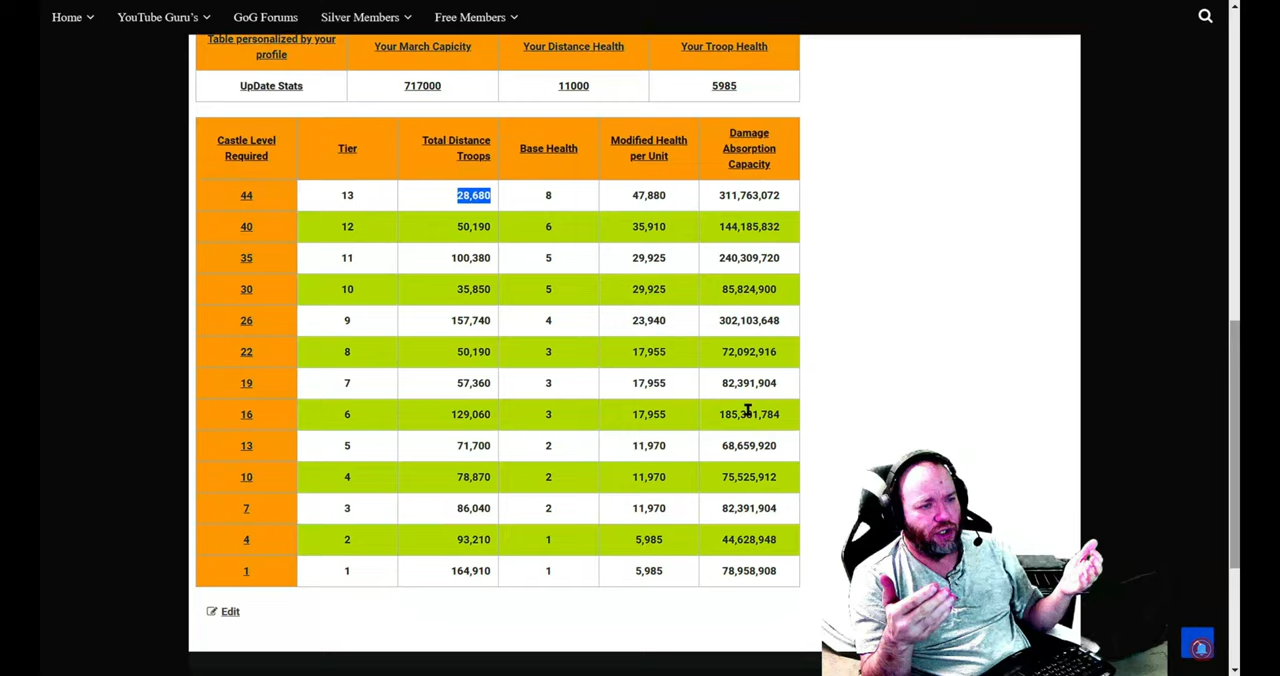 Home YouTube Guru's GoG Forums Silver Members Free Members
Table personalized by your
profile
Your March Capicity
Your Distance Health
Your Troop Health
UpDate Stats 717000 11000 5985
Castle Level
Required
Tier
Total Distance
Troops
Base Health
Modified Health
per Unit
Damage
Absorption
Capacity
44 13 28,680 8 47,880 311,763,072
40 12 50,190 6 35,910 144,185,832
35 11 100,380 5 29,925 240,309,720
30 10 35,850 5 29,925 85,824,900
26 9 157,740 4 23,940 302,103,648
22 8 50,190 3 17,955 72,092,916
19 7 57,360 3 17,955 82,391,904
16 6 129,060 3 17,955
13 5 71,700 2 11,970 68,659,920
10 4 78,870 2 11,970 75,525,912
7 3 86,040 2 11,970 82,391,904
4 2 93,210 1 5,985 44,628,948
1 1 164,910 1 5,985 78,958,908
Edit